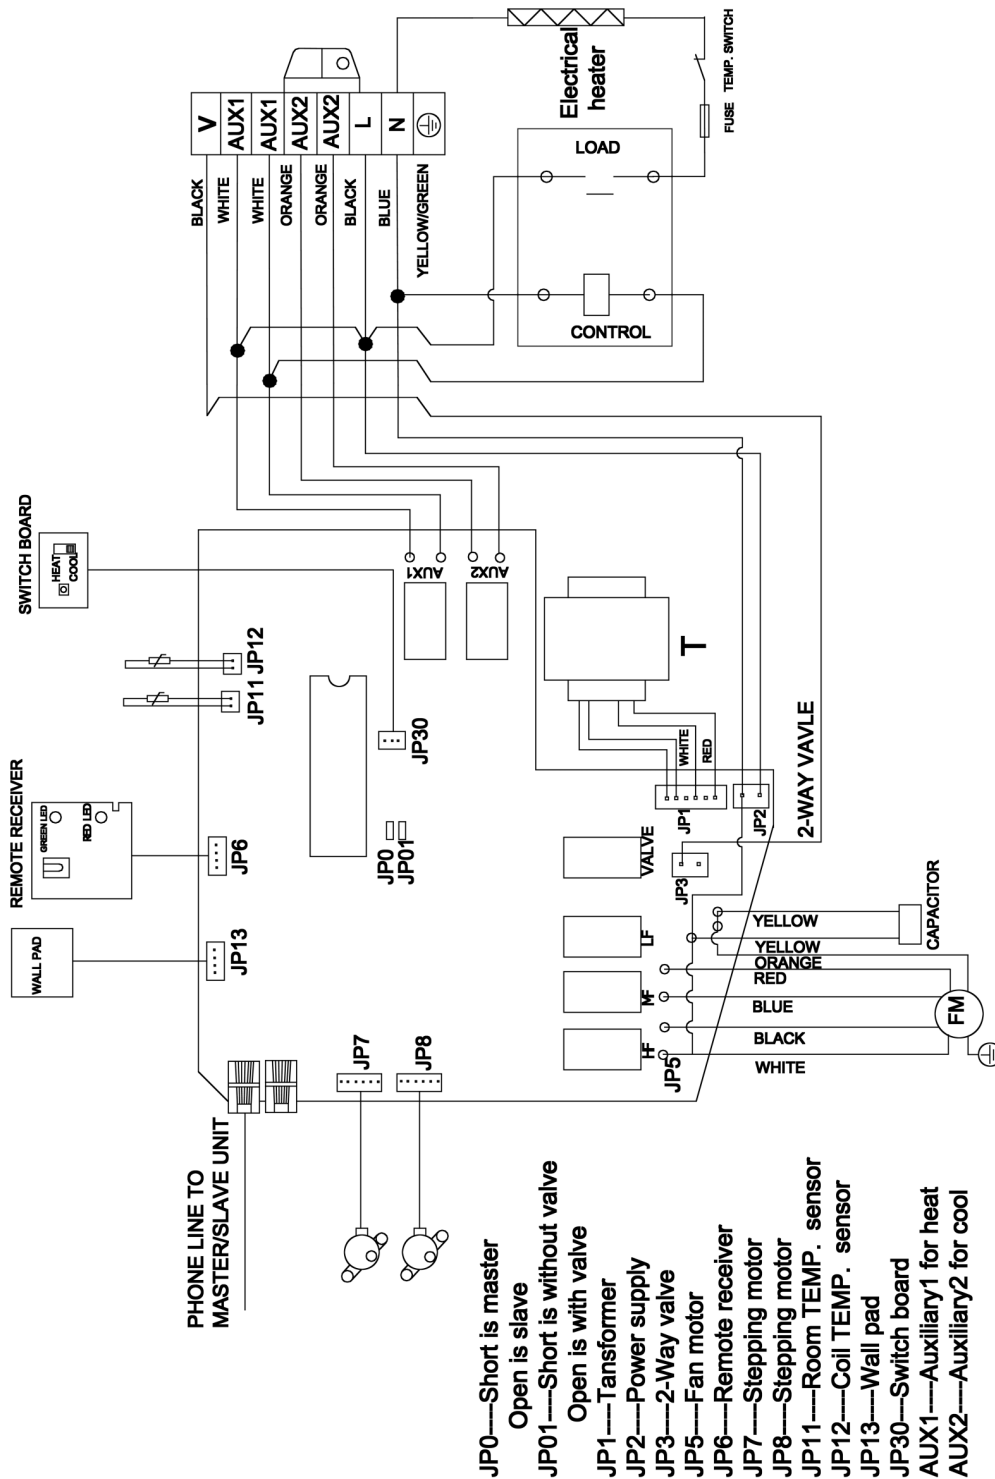 TEMP. SWITCH
FUSE
Electrical
heater
LOAD
CONTROL
V
AUX1
AUX1
AUX2
AUX2
L
N
BLACK
WHITE
WHITE
ORANGE
ORANGE
BLACK
BLUE
YELLOW/GREEN
SWITCH BOARD
HEAT
COOL
AUX1
AUX2
JP12
JP11
JP30
T
WHITE
RED
JP1
JP2
2-WAY VAVLE
REMOTE RECEIVER
GREEN LED
RED LED
JP6
JP0
JP01
VALVE
JP3
WALL PAD
JP13
LF
MF
HF
JP5
YELLOW
YELLOW
ORANGE
RED
BLUE
BLACK
WHITE
CAPACITOR
FM
JP7
JP8
PHONE LINE TO
MASTER/SLAVE UNIT
JP0----Short is master
Open is slave
JP01----Short is without valve
Open is with valve
JP1----Tansformer
JP2----Power supply
JP3----2-Way valve
JP5----Fan motor
JP6----Remote receiver
JP7----Stepping motor
JP8----Stepping motor
JP11----Room TEMP. sensor
JP12----Coil TEMP. sensor
JP13----Wall pad
JP30---Switch board
AUX1----Auxiliary1 for heat
AUX2----Auxiliary2 for cool